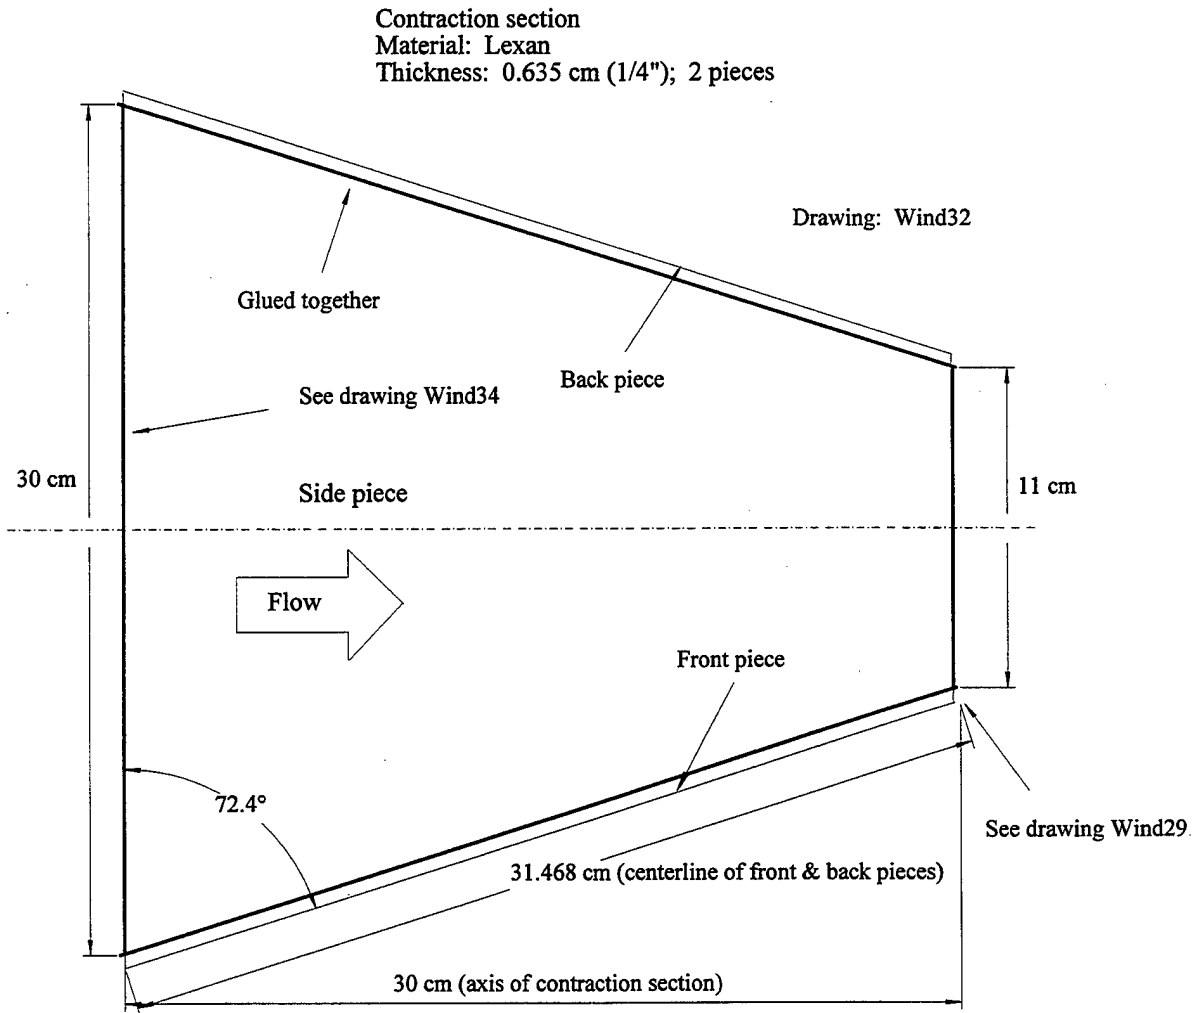 Contraction section
Material: Lexan
Thickness: 0.635 cm (1/4"); 2 pieces
Drawing: Wind32
Glued together
Back piece
See drawing Wind34
30 cm
Side piece
11 cm
Flow
Front piece
72.4°
See drawing Wind29
31.468 cm (centerline of front & back pieces)
30 cm (axis of contraction section)